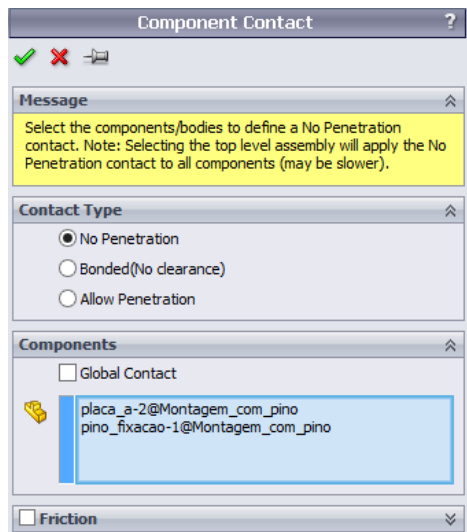 Component Contact ?
Message
Select the components/bodies to define a No Penetration
contact. Note: Selecting the top level assembly will apply the No
Penetration contact to all components (may be slower).
Contact Type
No Penetration
Bonded(No clearance)
Allow Penetration
Components
Global Contact
placa_a-2@Montagem_com_pino
pino_fixacao-1@Montagem_com_pino
Friction